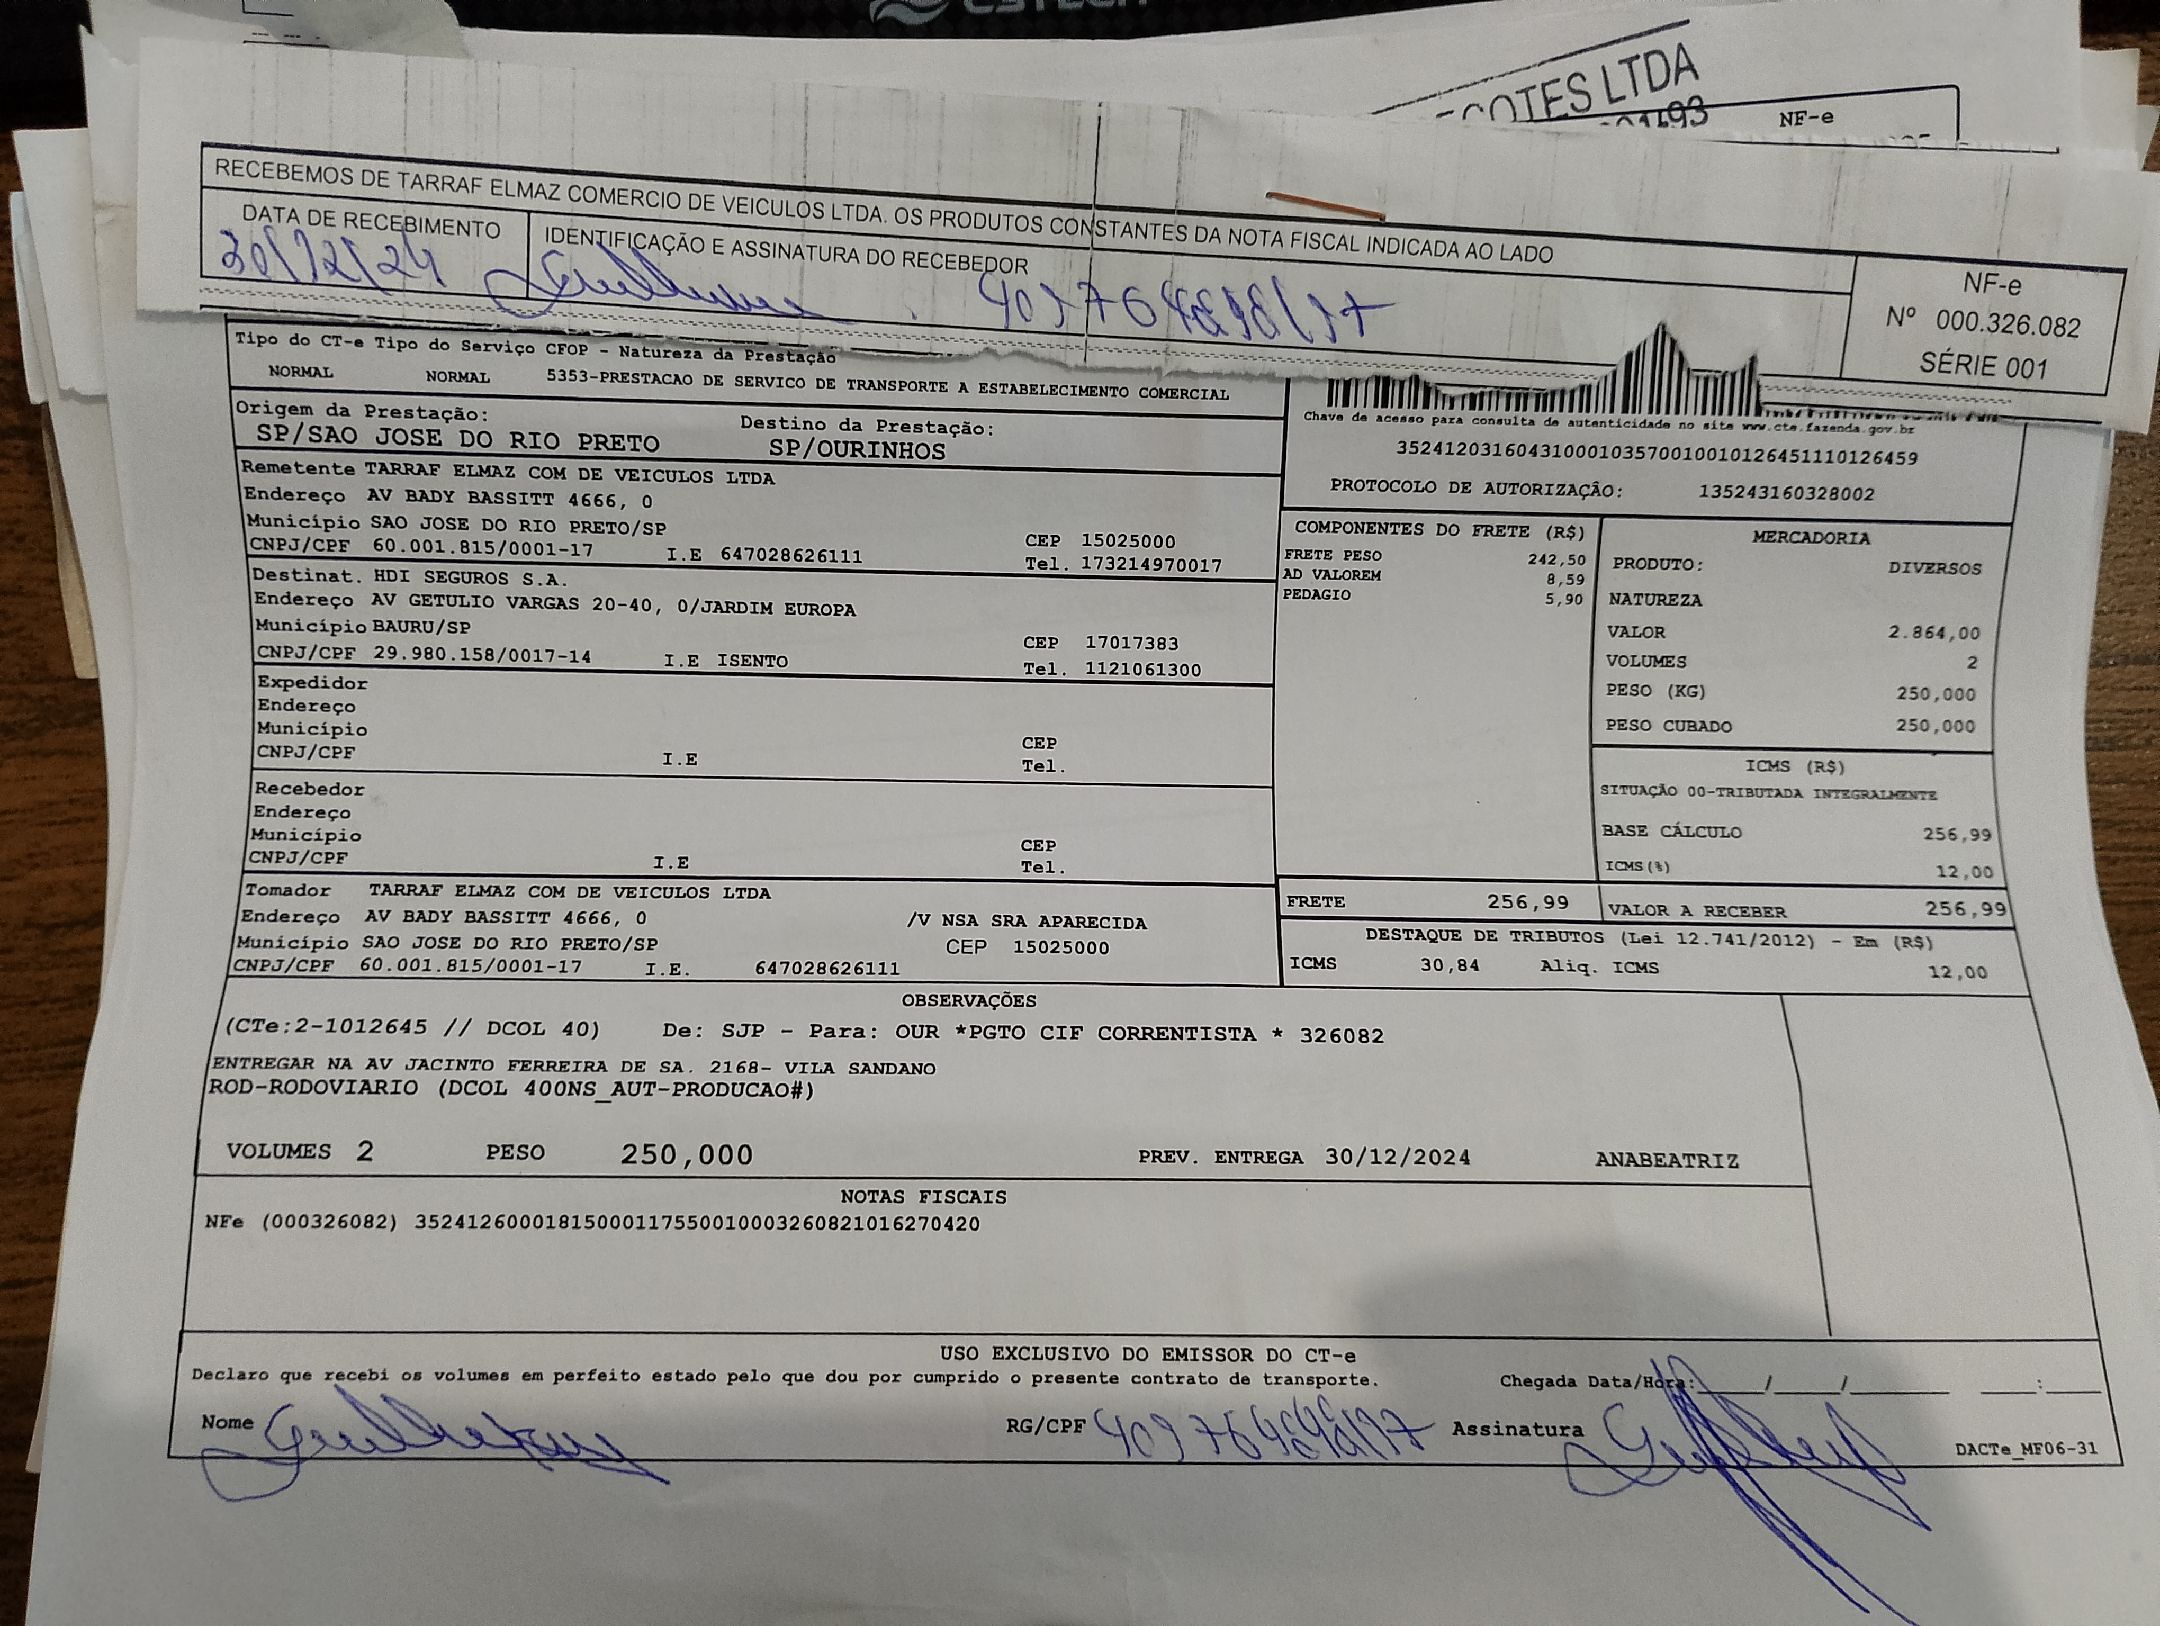 COTES LTDA
NF-e
RECEBEMOS DE TARRAF ELMAZ COMERCIO DE VEICULOS LTDA. OS PRODUTOS CONSTANTES DA NOTA FISCAL INDICADA AO LADO
DATA DE RECEBIMENTO
30/12/24
IDENTIFICAÇÃO E ASSINATURA DO RECEBEDOR
NF-e
Nº 000.326.082
SÉRIE 001
Tipo do CT-e Tipo do Serviço CFOP - Natureza da Prestação
NORMAL NORMAL 5353-PRESTACAO DE SERVICO DE TRANSPORTE A ESTABELECIMENTO COMERCIAL
Origem da Prestação: Destino da Prestação:
SP/SAO JOSE DO RIO PRETO SP/OURINHOS
Chave de acesso para consulta de autenticidade no site www.cte.fazenda.gov.br
35241203160431000103570010010126451110126459
PROTOCOLO DE AUTORIZAÇÃO: 135243160328002
Remetente TARRAF ELMAZ COM DE VEICULOS LTDA
Endereço AV BADY BASSITT 4666, 0
Município SAO JOSE DO RIO PRETO/SP CEP 15025000
CNPJ/CPF 60.001.815/0001-17 I.E 647028626111 Tel. 173214970017
Destinat. HDI SEGUROS S.A.
Endereço AV GETULIO VARGAS 20-40, 0/JARDIM EUROPA
Município BAURU/SP CEP 17017383
CNPJ/CPF 29.980.158/0017-14 I.E ISENTO Tel. 1121061300
Expedidor
Endereço
Município CEP
CNPJ/CPF I.E Tel.
Recebedor
Endereço
Município CEP
CNPJ/CPF I.E Tel.
Tomador TARRAF ELMAZ COM DE VEICULOS LTDA
Endereço AV BADY BASSITT 4666, 0 /V NSA SRA APARECIDA
Município SAO JOSE DO RIO PRETO/SP CEP 15025000
CNPJ/CPF 60.001.815/0001-17 I.E. 647028626111
COMPONENTES DO FRETE (R$)
FRETE PESO 242,50
AD VALOREM 8,59
PEDAGIO 5,90
MERCADORIA
PRODUTO: DIVERSOS
NATUREZA
VALOR 2.864,00
VOLUMES 2
PESO (KG) 250,000
PESO CUBADO 250,000
ICMS (R$)
SITUAÇÃO 00-TRIBUTADA INTEGRALMENTE
BASE CÁLCULO 256,99
ICMS(%) 12,00
FRETE 256,99 VALOR A RECEBER 256,99
DESTAQUE DE TRIBUTOS (Lei 12.741/2012) - Em (R$)
ICMS 30,84 Aliq. ICMS 12,00
OBSERVAÇÕES
(CTe:2-1012645 // DCOL 40) De: SJP - Para: OUR *PGTO CIF CORRENTISTA * 326082
ENTREGAR NA AV JACINTO FERREIRA DE SA. 2168- VILA SANDANO
ROD-RODOVIARIO (DCOL 400NS_AUT-PRODUCAO#)
VOLUMES 2 PESO 250,000 PREV. ENTREGA 30/12/2024 ANABEATRIZ
NOTAS FISCAIS
NFe (000326082) 35241260001815000117550010003260821016270420
USO EXCLUSIVO DO EMISSOR DO CT-e
Declaro que recebi os volumes em perfeito estado pelo que dou por cumprido o presente contrato de transporte. Chegada Data/Hora: ___/___/_____ ___:___
Nome RG/CPF Assinatura
DACTe_MF06-31